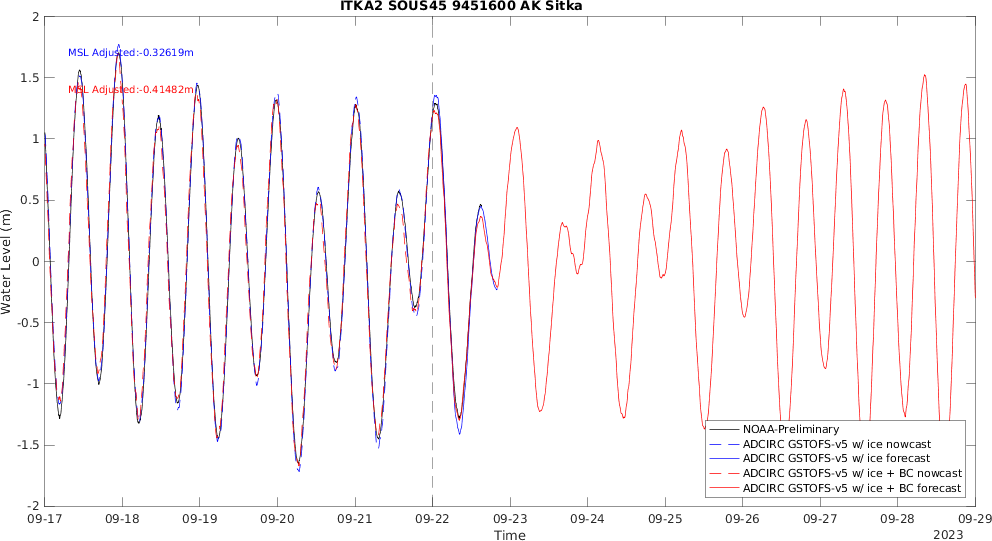 ITKA2 SOUS45 9451600 AK Sitka
MSL Adjusted:-0.32619m
MSL Adjusted:-0.41482m
Water Level (m)
2
1.5
1
0.5
0
-0.5
-1
-1.5
-2
NOAA-Preliminary
ADCIRC GSTOFS-v5 w/ ice nowcast
ADCIRC GSTOFS-v5 w/ ice forecast
ADCIRC GSTOFS-v5 w/ ice + BC nowcast
ADCIRC GSTOFS-v5 w/ ice + BC forecast
09-17 09-18 09-19 09-20 09-21 09-22 09-23 09-24 09-25 09-26 09-27 09-28 09-29
Time
2023